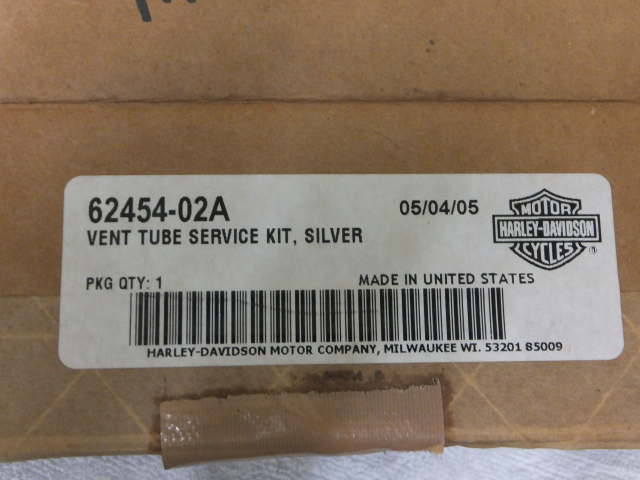 62454-02A 05/04/05
VENT TUBE SERVICE KIT, SILVER
MOTOR
HARLEY-DAVIDSON
CYCLES
®
PKG QTY: 1 MADE IN UNITED STATES
HARLEY-DAVIDSON MOTOR COMPANY, MILWAUKEE WI. 53201 85009